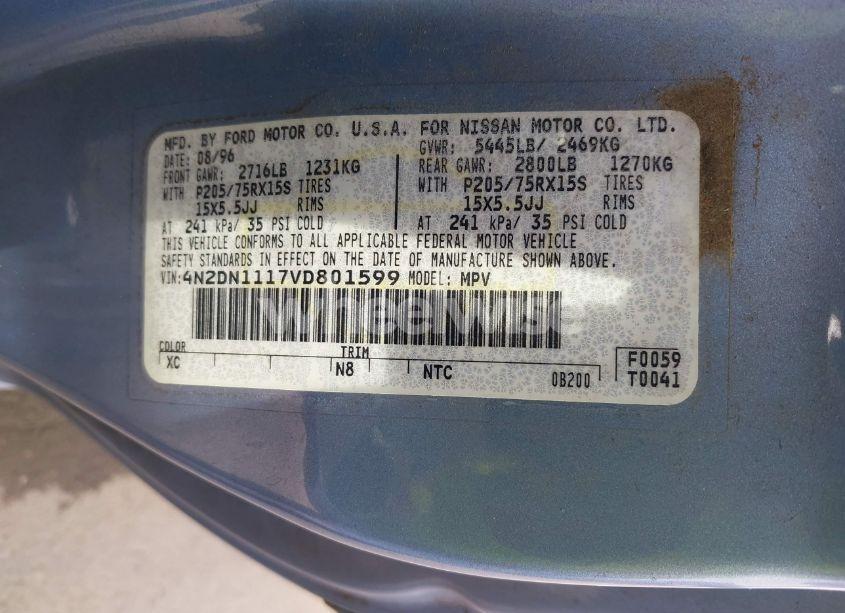 MFD. BY FORD MOTOR CO. U.S.A. FOR NISSAN MOTOR CO. LTD.
DATE: 08/96 GVWR: 5445LB/ 2469KG
FRONT GAWR: 2716LB 1231KG REAR GAWR: 2800LB 1270KG
WITH P205/75RX15S TIRES WITH P205/75RX15S TIRES
15X5.5JJ RIMS 15X5.5JJ RIMS
AT 241 kPa/ 35 PSI COLD AT 241 kPa/ 35 PSI COLD
THIS VEHICLE CONFORMS TO ALL APPLICABLE FEDERAL MOTOR VEHICLE
SAFETY STANDARDS IN EFFECT ON THE DATE OF MANUFACTURE SHOWN ABOVE.
VIN: 4N2DN1117VD801599 MODEL: MPV
WheelWise
COLOR TRIM
XC N8 NTC 0B200 F0059
T0041